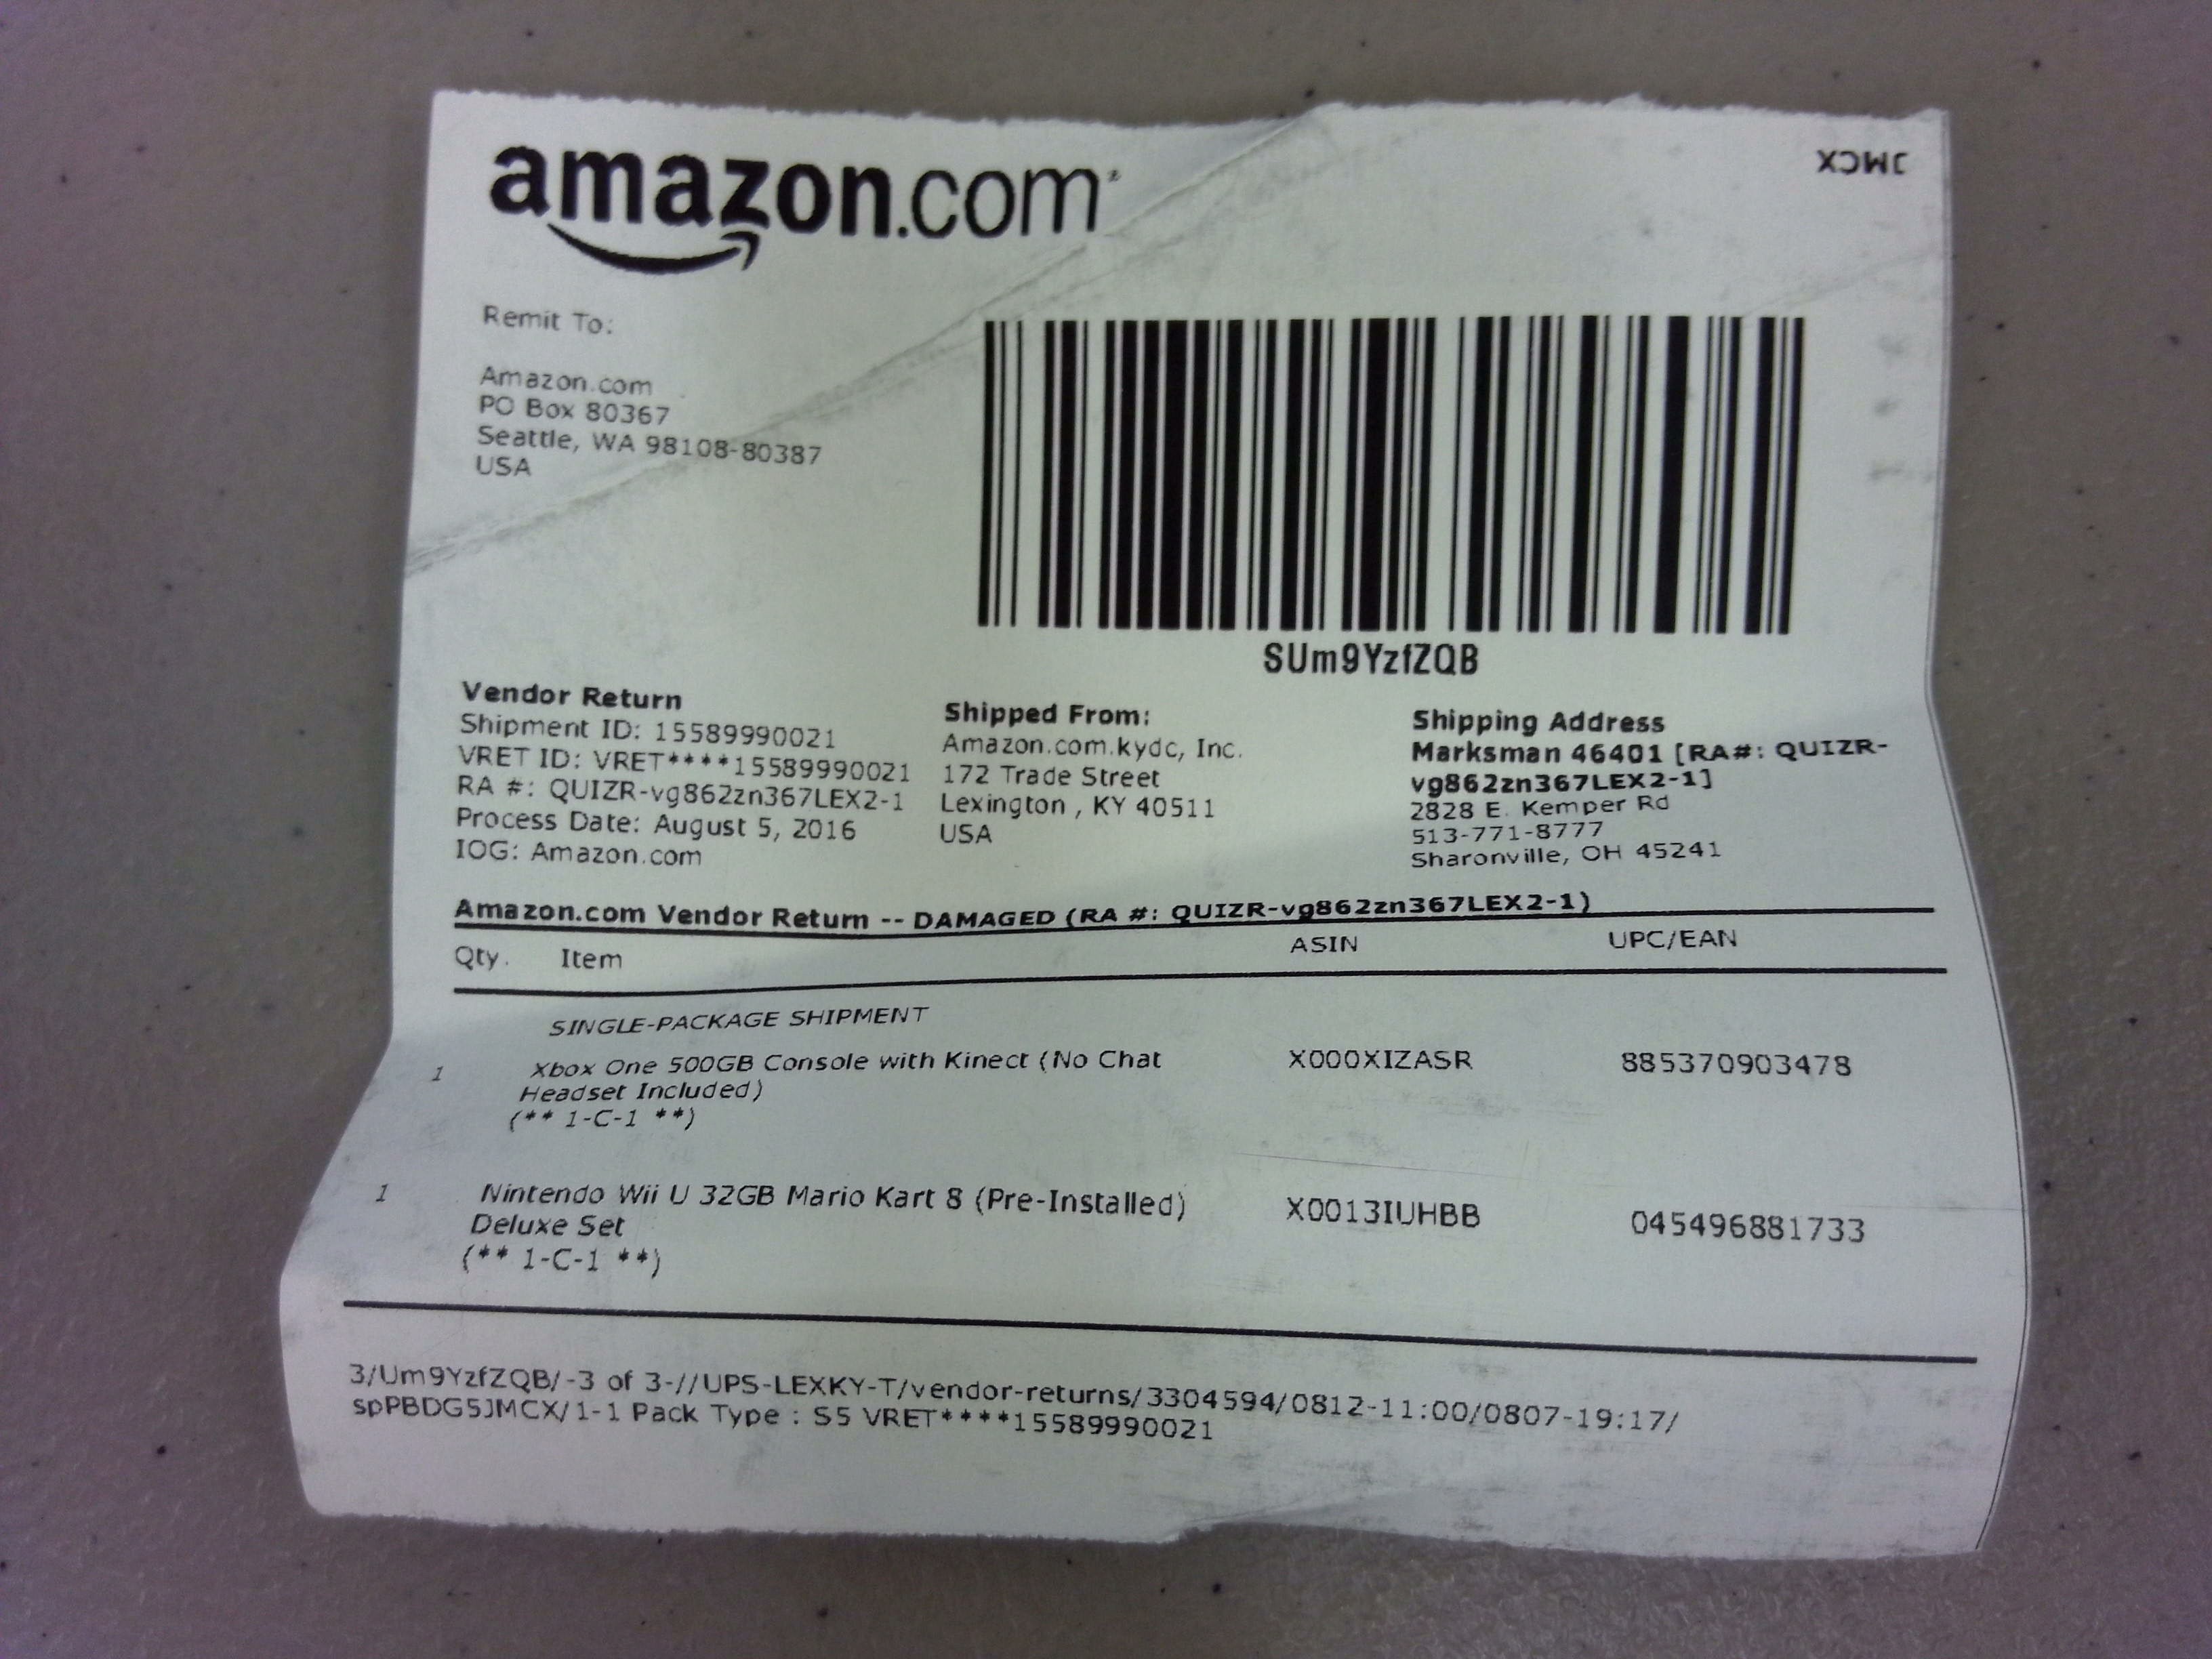 amazon.com
JMCX
Remit To:
Amazon.com
PO Box 80367
Seattle, WA 98108-80387
USA
SUm9YzfZQB
Vendor Return
Shipment ID: 15589990021
VRET ID: VRET****15589990021
RA #: QUIZR-vg862zn367LEX2-1
Process Date: August 5, 2016
IOG: Amazon.com
Shipped From:
Amazon.com.kydc, Inc.
172 Trade Street
Lexington , KY 40511
USA
Shipping Address
Marksman 46401 [RA#: QUIZR-
vg862zn367LEX2-1]
2828 E. Kemper Rd
513-771-8777
Sharonville, OH 45241
Amazon.com Vendor Return -- DAMAGED (RA #: QUIZR-vg862zn367LEX2-1)
Qty. Item ASIN UPC/EAN
SINGLE-PACKAGE SHIPMENT
1 Xbox One 500GB Console with Kinect (No Chat X000XIZASR 885370903478
Headset Included)
(** 1-C-1 **)
1 Nintendo Wii U 32GB Mario Kart 8 (Pre-Installed) X0013IUHBB 045496881733
Deluxe Set
(** 1-C-1 **)
3/Um9YzfZQB/-3 of 3-//UPS-LEXKY-T/vendor-returns/3304594/0812-11:00/0807-19:17/
spPBDG5JMCX/1-1 Pack Type : S5 VRET****15589990021